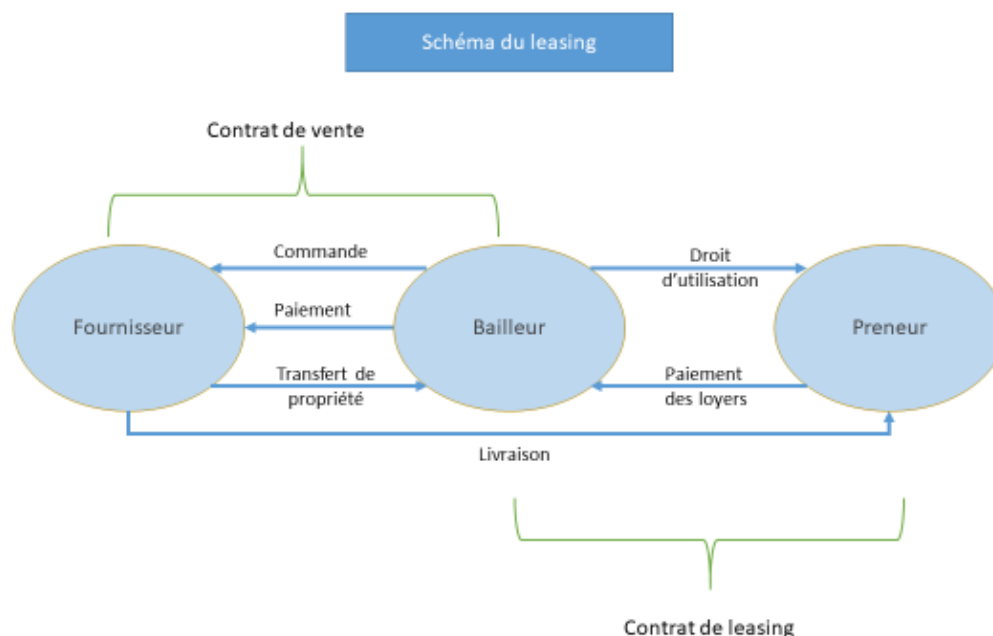 Schéma du leasing
Contrat de vente
Commande
Droit
d'utilisation
Fournisseur
Paiement
Bailleur
Preneur
Transfert de
propriété
Paiement
des loyers
Livraison
Contrat de leasing